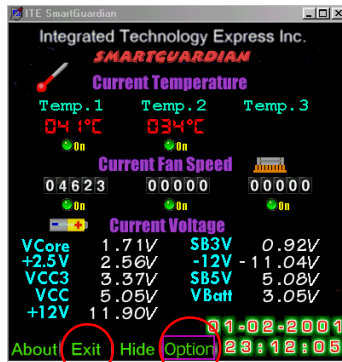 ITE SmartGuardian
Integrated Technology Express Inc.
SMARTGUARDIAN
Current Temperature
Temp.1 Temp.2 Temp.3
041°C 034°C
On On
Current Fan Speed
04623 00000 00000
On On On
Current Voltage
VCore 1.71V SB3V 0.92V
+2.5V 2.56V -12V -11.04V
VCC3 3.37V SB5V 5.08V
VCC 5.05V VBatt 3.05V
+12V 11.90V
01-02-2001
About Exit Hide Option 23:12:05